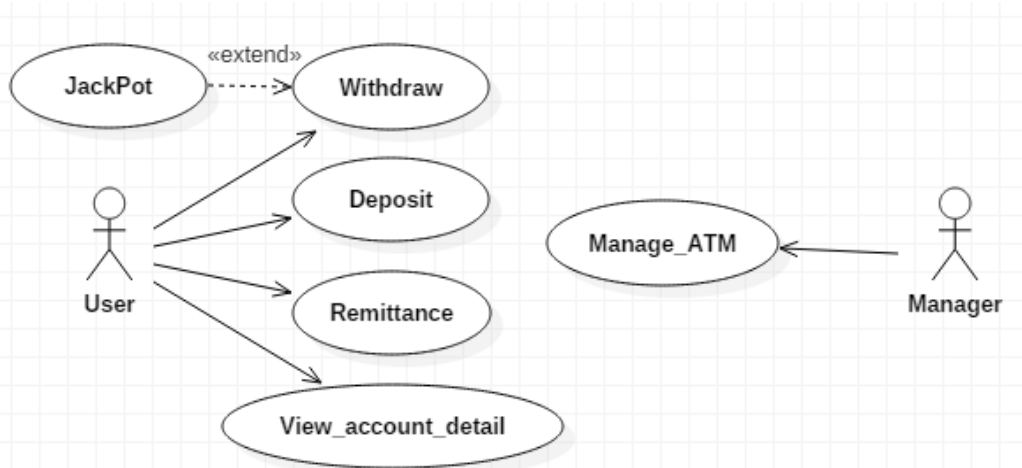 «extend»
JackPot
Withdraw
Deposit
Manage_ATM
User
Manager
Remittance
View_account_detail